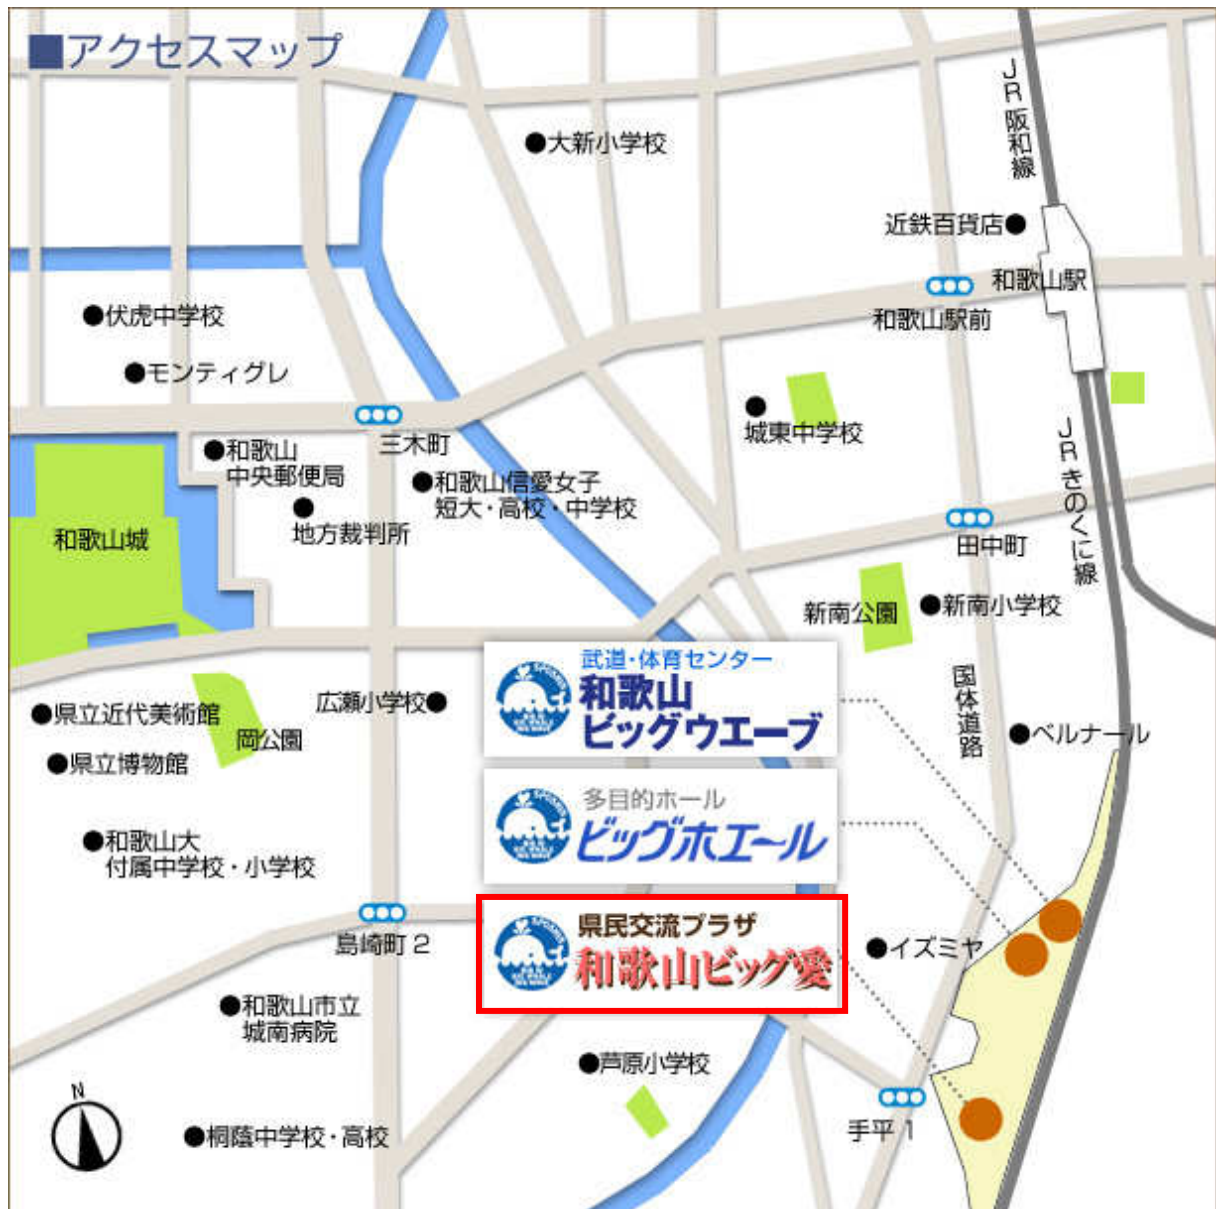 ■アクセスマップ
JR阪和線
●大新小学校
近鉄百貨店●
和歌山駅
和歌山駅前
●伏虎中学校
●モンティグレ
三木町
城東中学校
●和歌山
中央郵便局
●和歌山信愛女子
短大・高校・中学校
地方裁判所
JRきのくに線
和歌山城
田中町
新南公園
●新南小学校
武道・体育センター
和歌山
ビッグウエーブ
国体道路
広瀬小学校●
●県立近代美術館
岡公園
●県立博物館
●ベルナール
多目的ホール
ビッグホエール
●和歌山大
付属中学校・小学校
県民交流プラザ
和歌山ビッグ愛
島崎町 2
●イズミヤ
●和歌山市立
城南病院
●芦原小学校
手平 1
N
●桐蔭中学校・高校